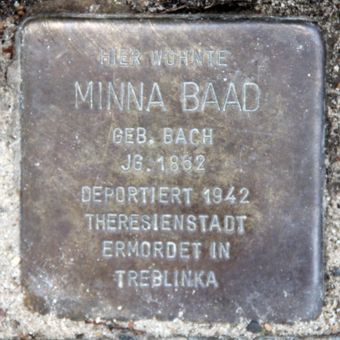 HIER WOHNTE
MINNA BAAD
GEB. BACH
JG. 1862
DEPORTIERT 1942
THERESIENSTADT
ERMORDET IN
TREBLINKA